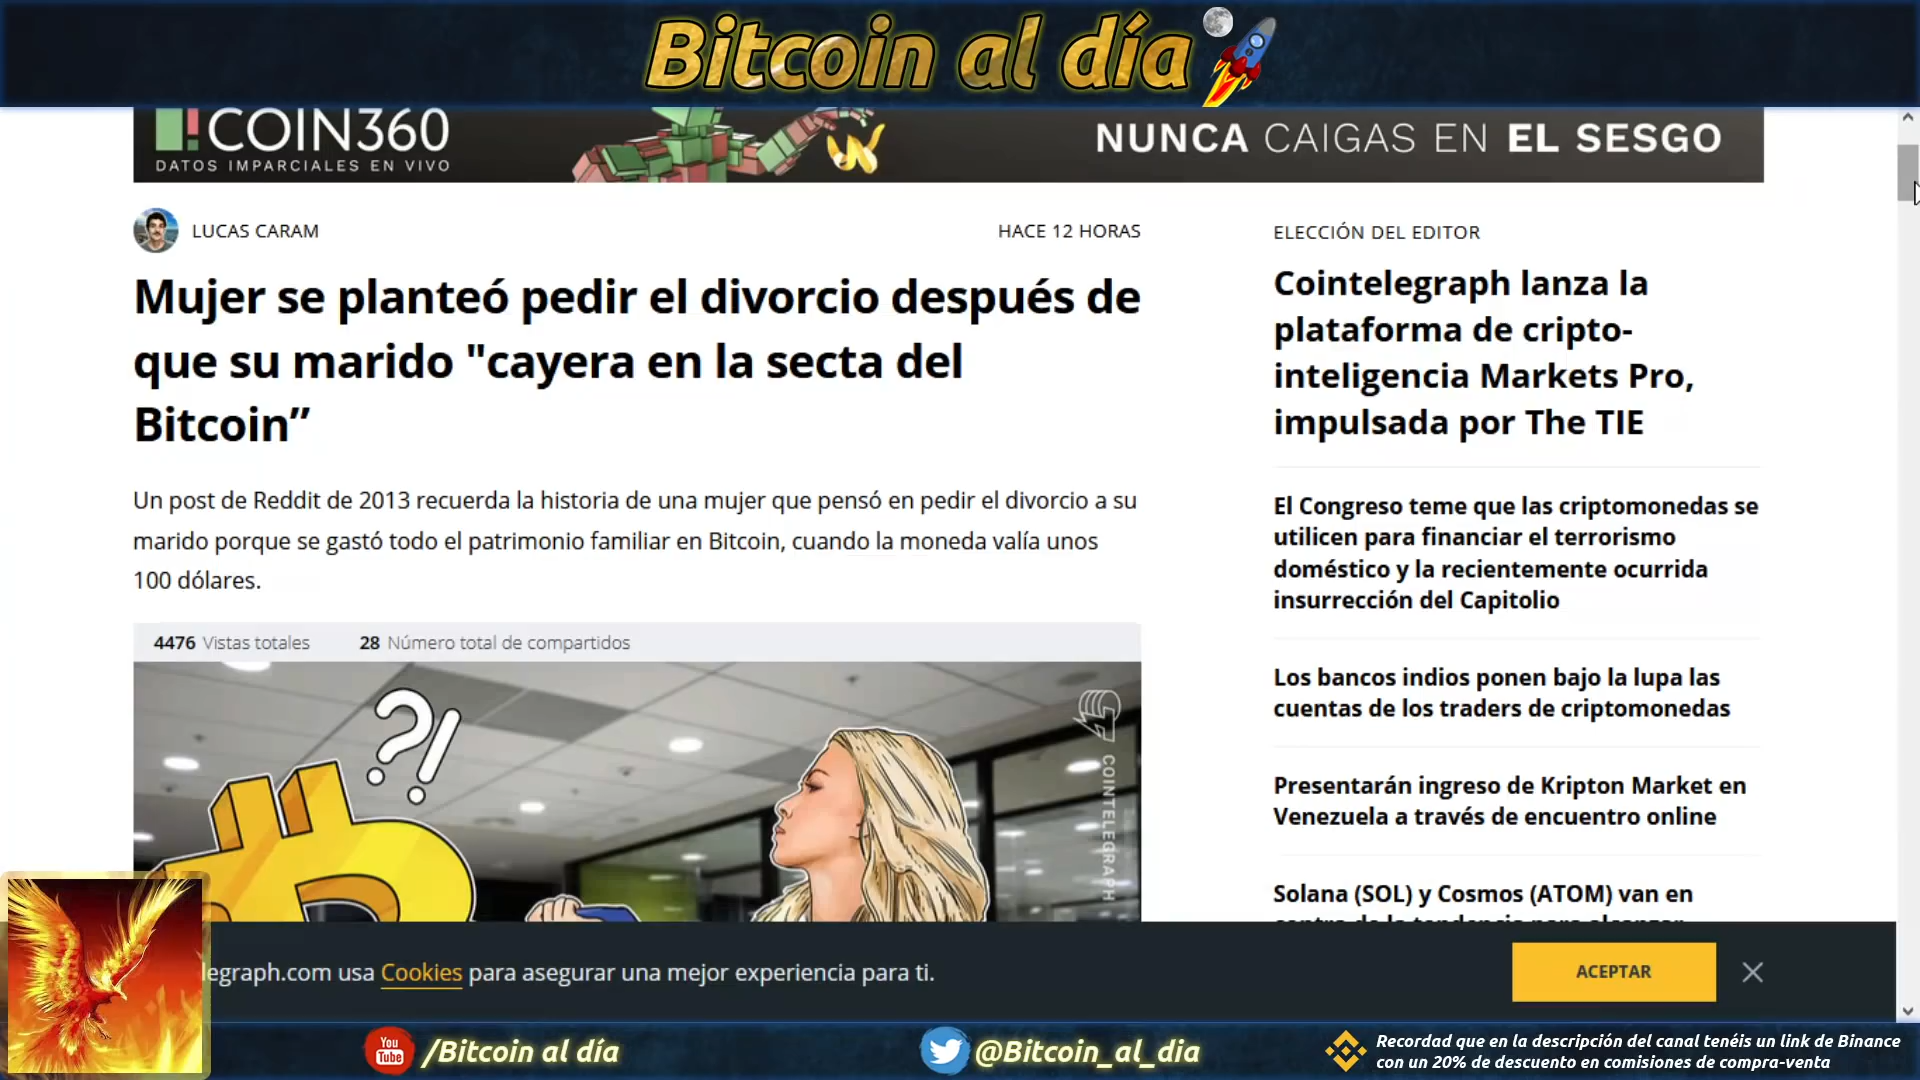 Bitcoin al día
COIN360
DATOS IMPARCIALES EN VIVO
NUNCA CAIGAS EN EL SESGO
LUCAS CARAM
HACE 12 HORAS
Mujer se planteó pedir el divorcio después de
que su marido "cayera en la secta del
Bitcoin”
Un post de Reddit de 2013 recuerda la historia de una mujer que pensó en pedir el divorcio a su
marido porque se gastó todo el patrimonio familiar en Bitcoin, cuando la moneda valía unos
100 dólares.
4476 Vistas totales
28 Número total de compartidos
COINTELEGRAPH
ELECCIÓN DEL EDITOR
Cointelegraph lanza la
plataforma de cripto-
inteligencia Markets Pro,
impulsada por The TIE
El Congreso teme que las criptomonedas se
utilicen para financiar el terrorismo
doméstico y la recientemente ocurrida
insurrección del Capitolio
Los bancos indios ponen bajo la lupa las
cuentas de los traders de criptomonedas
Presentarán ingreso de Kripton Market en
Venezuela a través de encuentro online
Solana (SOL) y Cosmos (ATOM) van en
legraph.com usa Cookies para asegurar una mejor experiencia para ti.
ACEPTAR
You
Tube
/Bitcoin al día
@Bitcoin_al_dia
Recordad que en la descripción del canal tenéis un link de Binance
con un 20% de descuento en comisiones de compra-venta